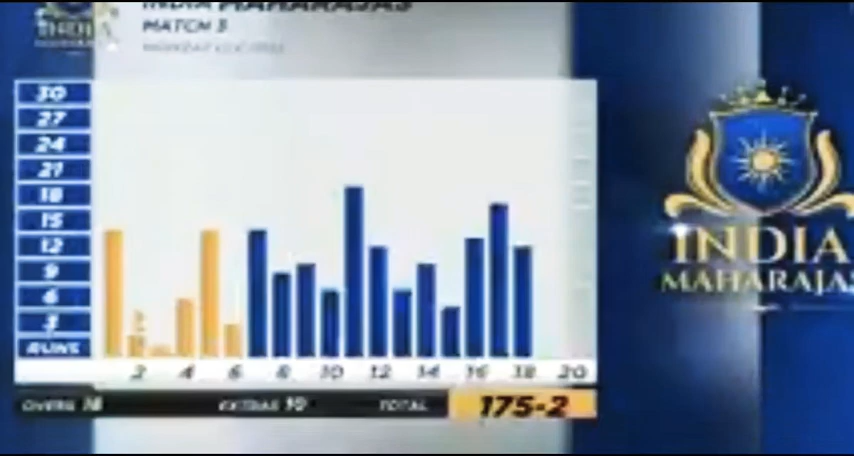 INDIA
INDIA MAHARAJAS
MATCH 3
30
27
24
21
18
15
12
9
6
3
RUNS
2 4 6 8 10 12 14 16 18 20
OVERS 18 EXTRAS 10 TOTAL 175-2
INDIA
MAHARAJAS